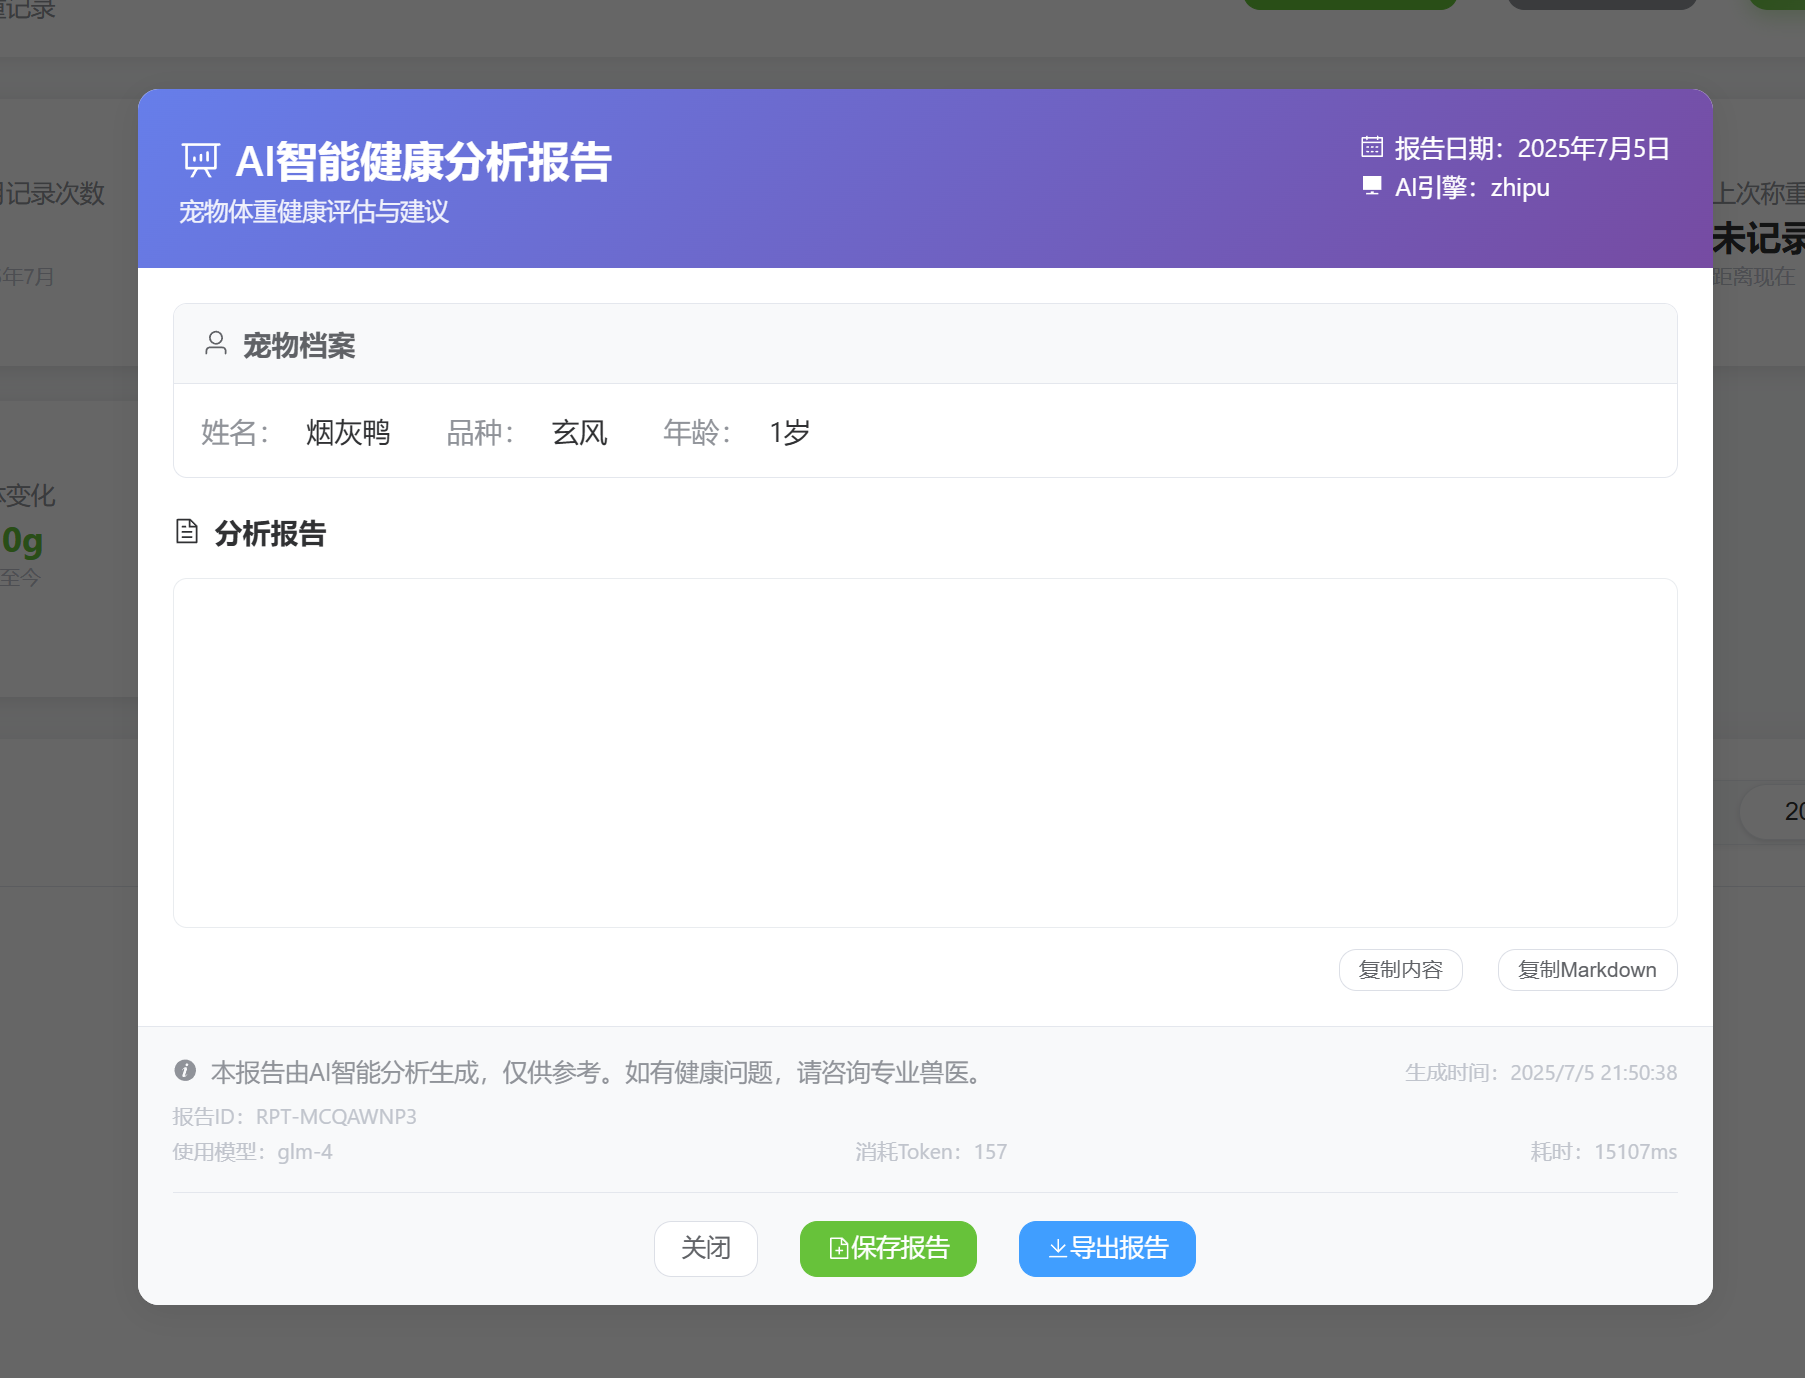 重记录
AI智能健康分析报告
宠物体重健康评估与建议
报告日期：2025年7月5日
AI引擎：zhipu
记录次数
年7月
上次称重
未记录
距离现在
宠物档案
姓名： 烟灰鸭 品种： 玄风 年龄： 1岁
分析报告
变化
0g
至今
20
复制内容 复制Markdown
本报告由AI智能分析生成，仅供参考。如有健康问题，请咨询专业兽医。
生成时间：2025/7/5 21:50:38
报告ID：RPT-MCQAWNP3
使用模型：glm-4 消耗Token：157 耗时：15107ms
关闭 保存报告 导出报告